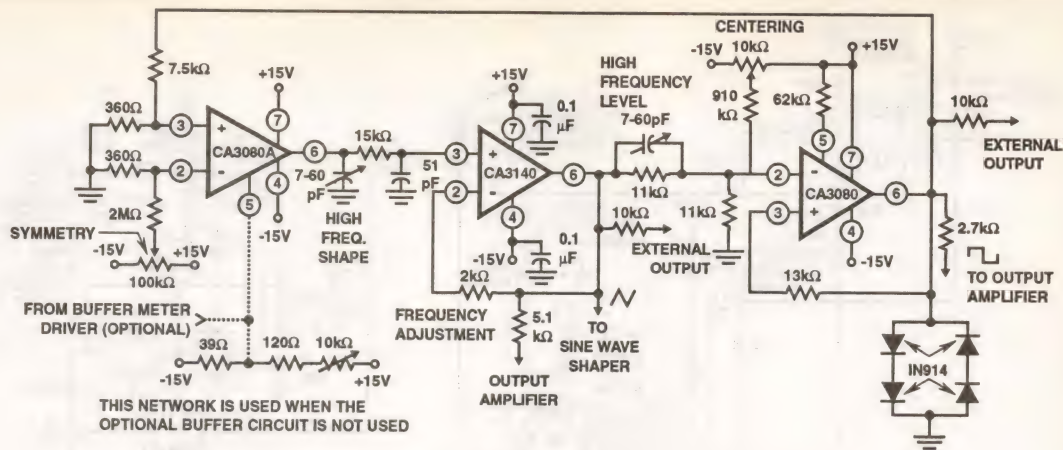 CENTERING
-15V
10kΩ
+15V
7.5kΩ
+15V
+15V
0.1
µF
HIGH
FREQUENCY
LEVEL
7-60pF
910
kΩ
62kΩ
10kΩ
EXTERNAL
OUTPUT
360Ω
3
+
7
CA3080A
6
15kΩ
360Ω
2
-
4
5
-15V
7-60
pF
51
pF
HIGH
FREQ.
SHAPE
3
+
7
CA3140
6
2
-
4
-15V
0.1
µF
11kΩ
11kΩ
10kΩ
EXTERNAL
OUTPUT
5
7
2
-
CA3080
6
3
+
4
-15V
2.7kΩ
TO OUTPUT
AMPLIFIER
13kΩ
2MΩ
SYMMETRY
-15V
+15V
100kΩ
FROM BUFFER METER
DRIVER (OPTIONAL)
39Ω
120Ω
10kΩ
-15V
+15V
THIS NETWORK IS USED WHEN THE
OPTIONAL BUFFER CIRCUIT IS NOT USED
2kΩ
FREQUENCY
ADJUSTMENT
5.1
kΩ
OUTPUT
AMPLIFIER
TO
SINE WAVE
SHAPER
IN914